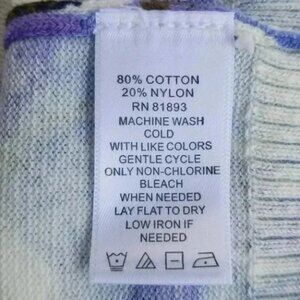 80% COTTON
20% NYLON
RN 81893
MACHINE WASH
COLD
WITH LIKE COLORS
GENTLE CYCLE
ONLY NON-CHLORINE
BLEACH
WHEN NEEDED
LAY FLAT TO DRY
LOW IRON IF
NEEDED